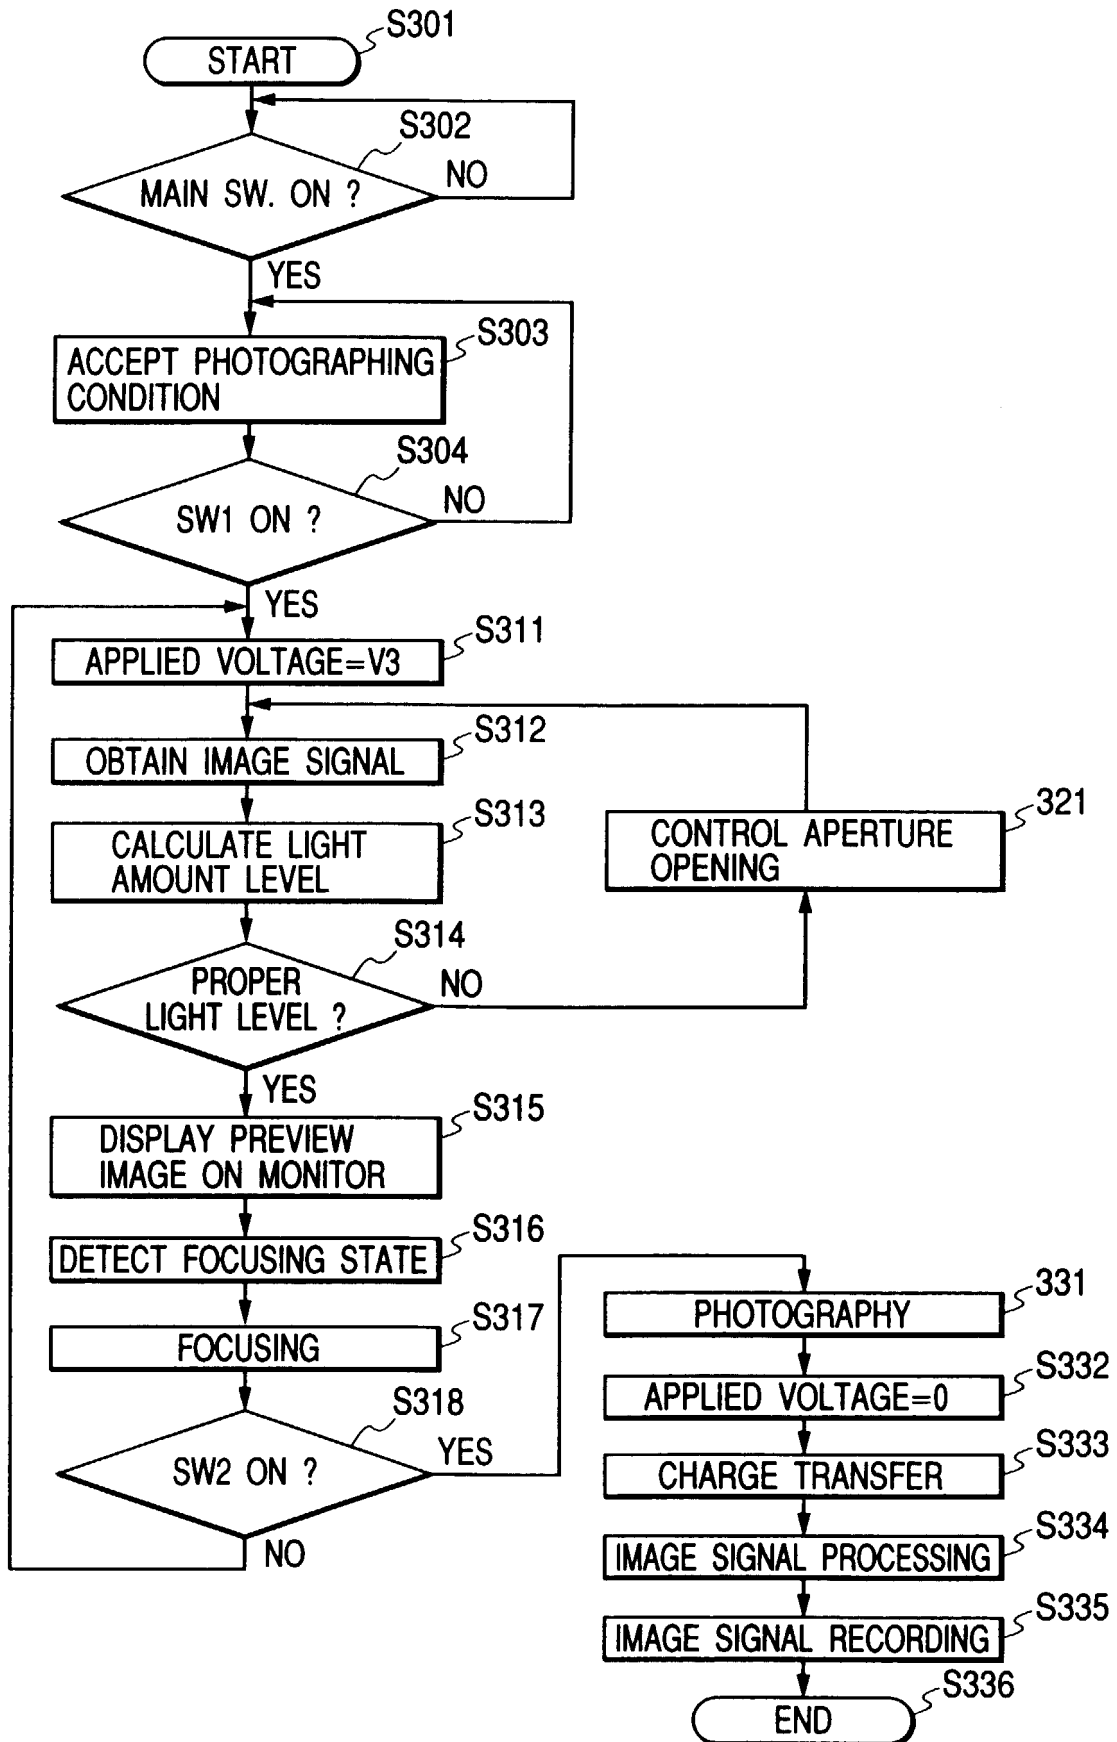 S301
START
S302
MAIN SW. ON ?
NO
YES
S303
ACCEPT PHOTOGRAPHING
CONDITION
S304
SW1 ON ?
NO
YES
S311
APPLIED VOLTAGE=V3
S312
OBTAIN IMAGE SIGNAL
S313
CALCULATE LIGHT
AMOUNT LEVEL
321
CONTROL APERTURE
OPENING
S314
PROPER
LIGHT LEVEL ?
NO
YES
S315
DISPLAY PREVIEW
IMAGE ON MONITOR
S316
DETECT FOCUSING STATE
S317
FOCUSING
S318
SW2 ON ?
YES
NO
331
PHOTOGRAPHY
S332
APPLIED VOLTAGE=0
S333
CHARGE TRANSFER
S334
IMAGE SIGNAL PROCESSING
S335
IMAGE SIGNAL RECORDING
S336
END